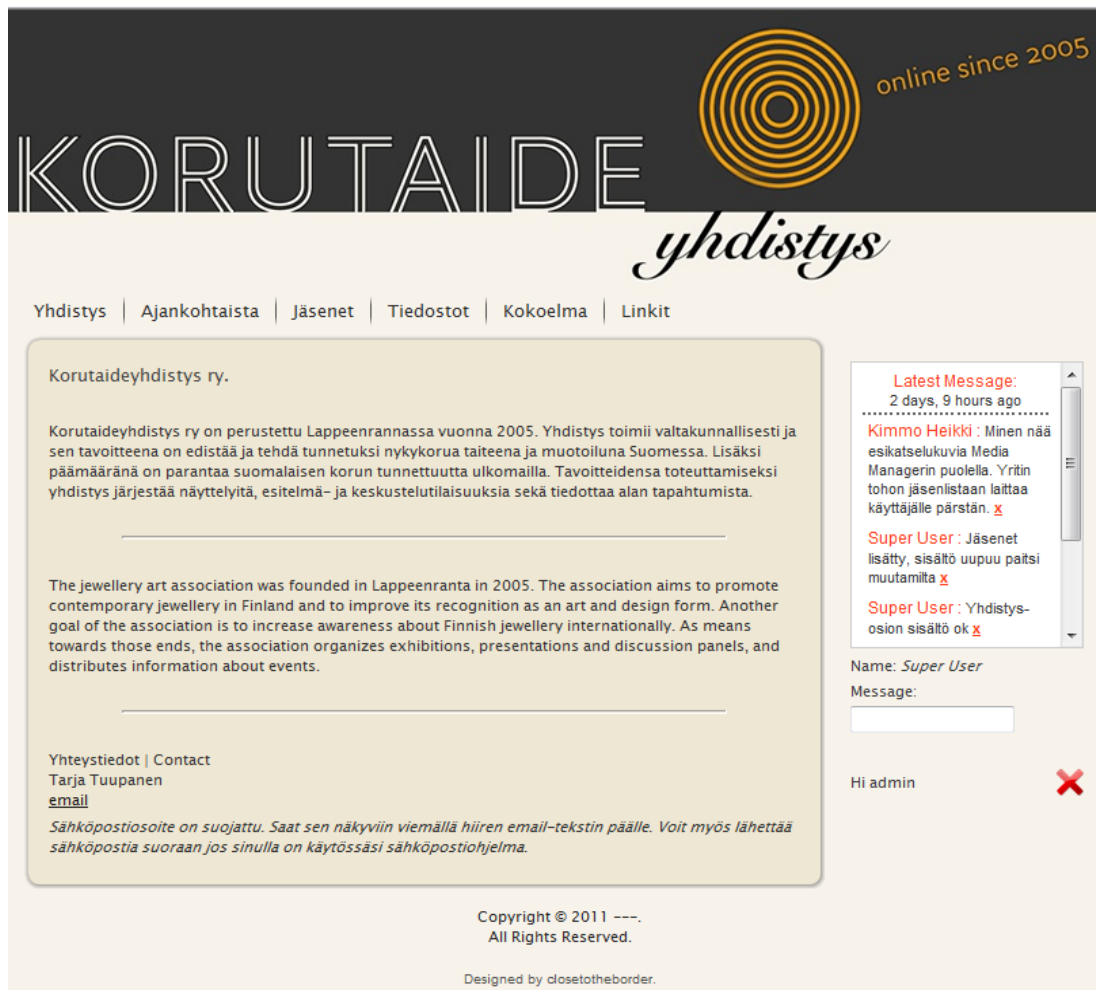 online since 2005
KORUTAIDE
yhdistys
Yhdistys
Ajankohtaista
Jäsenet
Tiedostot
Kokoelma
Linkit
Korutaideyhdistys ry.
Korutaideyhdistys ry on perustettu Lappeenrannassa vuonna 2005. Yhdistys toimii valtakunnallisesti ja
sen tavoitteena on edistää ja tehdä tunnetuksi nykykorua taiteena ja muotoiluna Suomessa. Lisäksi
päämääränä on parantaa suomalaisen korun tunnettuutta ulkomailla. Tavoitteidensa toteuttamiseksi
yhdistys järjestää näyttelyitä, esitelmä- ja keskustelutilaisuuksia sekä tiedottaa alan tapahtumista.
The jewellery art association was founded in Lappeenranta in 2005. The association aims to promote
contemporary jewellery in Finland and to improve its recognition as an art and design form. Another
goal of the association is to increase awareness about Finnish jewellery internationally. As means
towards those ends, the association organizes exhibitions, presentations and discussion panels, and
distributes information about events.
Yhteystiedot | Contact
Tarja Tuupanen
email
Sähköpostiosoite on suojattu. Saat sen näkyviin viemällä hiiren email-tekstin päälle. Voit myös lähettää
sähköpostia suoraan jos sinulla on käytössäsi sähköpostiohjelma.
Latest Message:
2 days, 9 hours ago
Kimmo Heikki : Minen nää
esikatselukuvia Media
Managerin puolella. Yritin
tohon jäsenlistaan laittaa
käyttäjälle pärstän. x
Super User : Jäsenet
lisätty, sisältö uupuu paitsi
muutamilta x
Super User : Yhdistys-
osion sisältö ok x
Name: Super User
Message:
Hi admin
Copyright © 2011 ---.
All Rights Reserved.
Designed by closetotheborder.